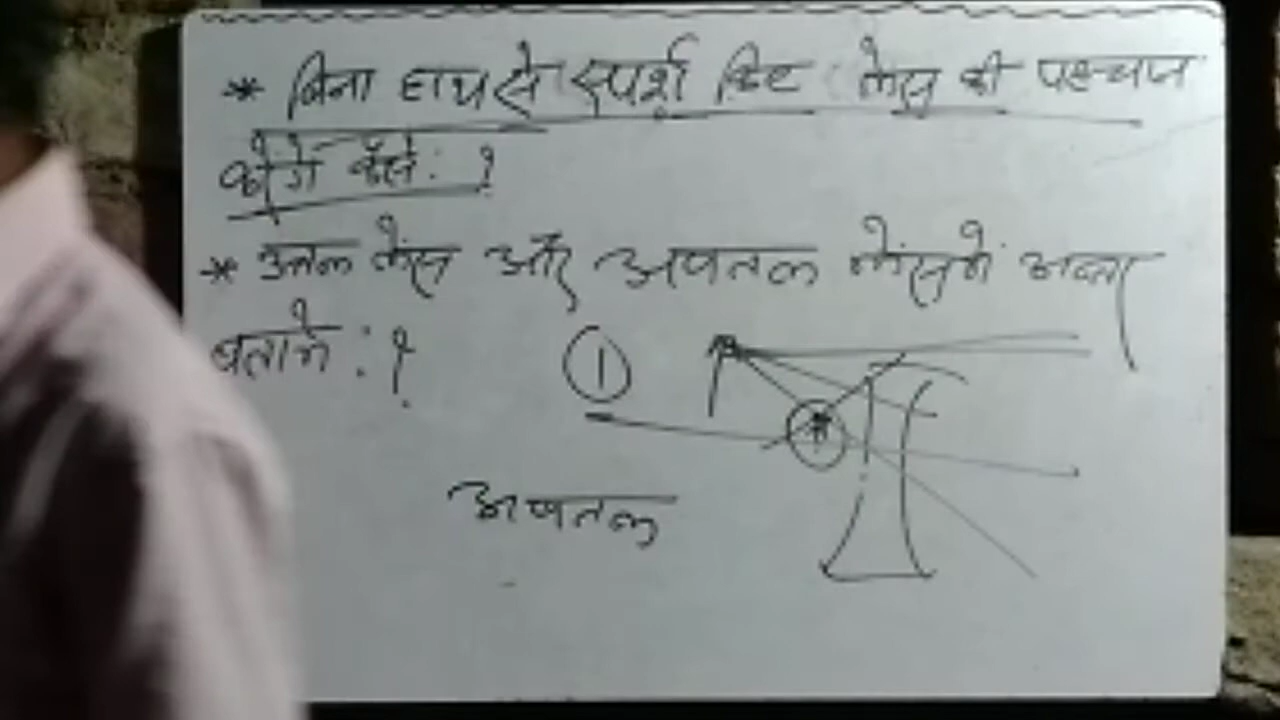 * बिना हाथ से स्पर्श किए लेंस की पहचान
करेंगे कैसे : ?
* उत्तल लेंस और अवतल लेंस में अन्तर
बतावें : ?
1
अवतल